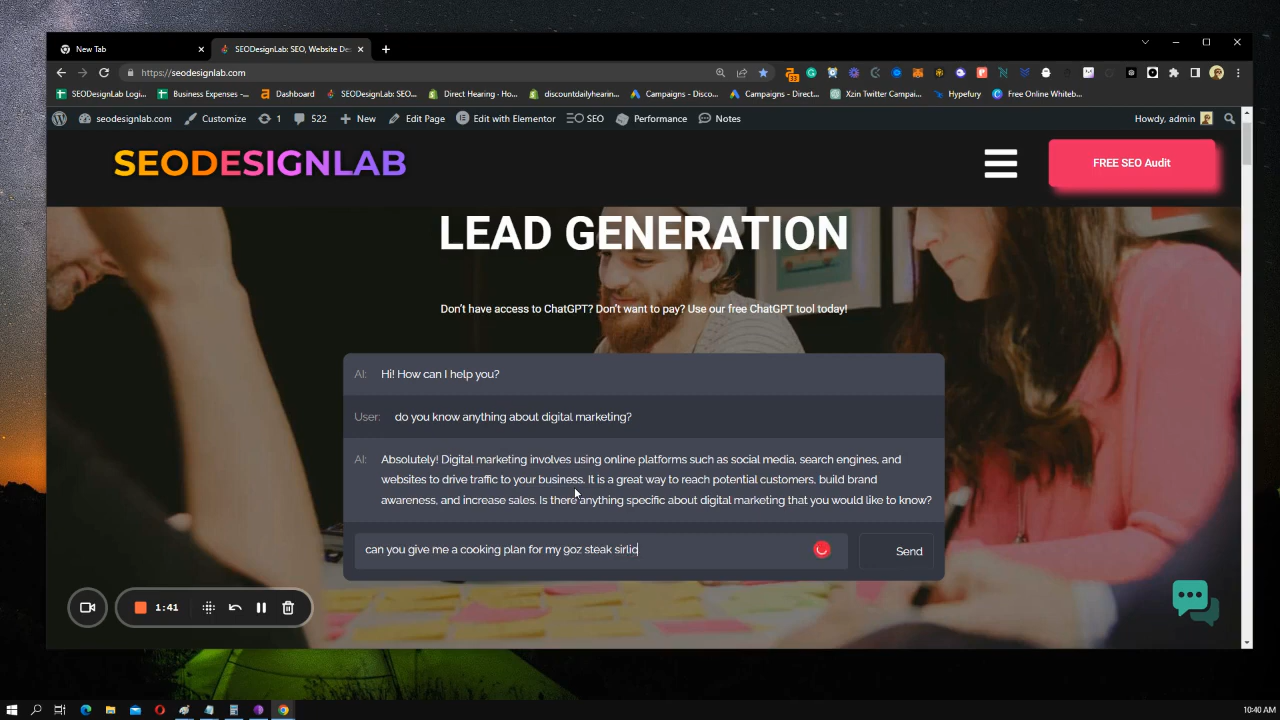 New Tab
SEODesignLab: SEO, Website De
https://seodesignlab.com
SEODesignLab Logi...
Business Expenses –...
Dashboard
SEODesignLab: SEO...
Direct Hearing - Ho...
discountdailyhearin...
Campaigns – Disco...
Campaigns – Direct...
Xzin Twitter Campai...
Hypefury
Free Online Whiteb...
seodesignlab.com
Customize
1
522
New
Edit Page
Edit with Elementor
SEO
Performance
Notes
Howdy, admin
SEODESIGNLAB
FREE SEO Audit
LEAD GENERATION
Don't have access to ChatGPT? Don't want to pay? Use our free ChatGPT tool today!
AI: Hi! How can I help you?
User: do you know anything about digital marketing?
AI: Absolutely! Digital marketing involves using online platforms such as social media, search engines, and
websites to drive traffic to your business. It is a great way to reach potential customers, build brand
awareness, and increase sales. Is there anything specific about digital marketing that you would like to know?
can you give me a cooking plan for my goz steak sirlic
Send
1:41
10:40 AM